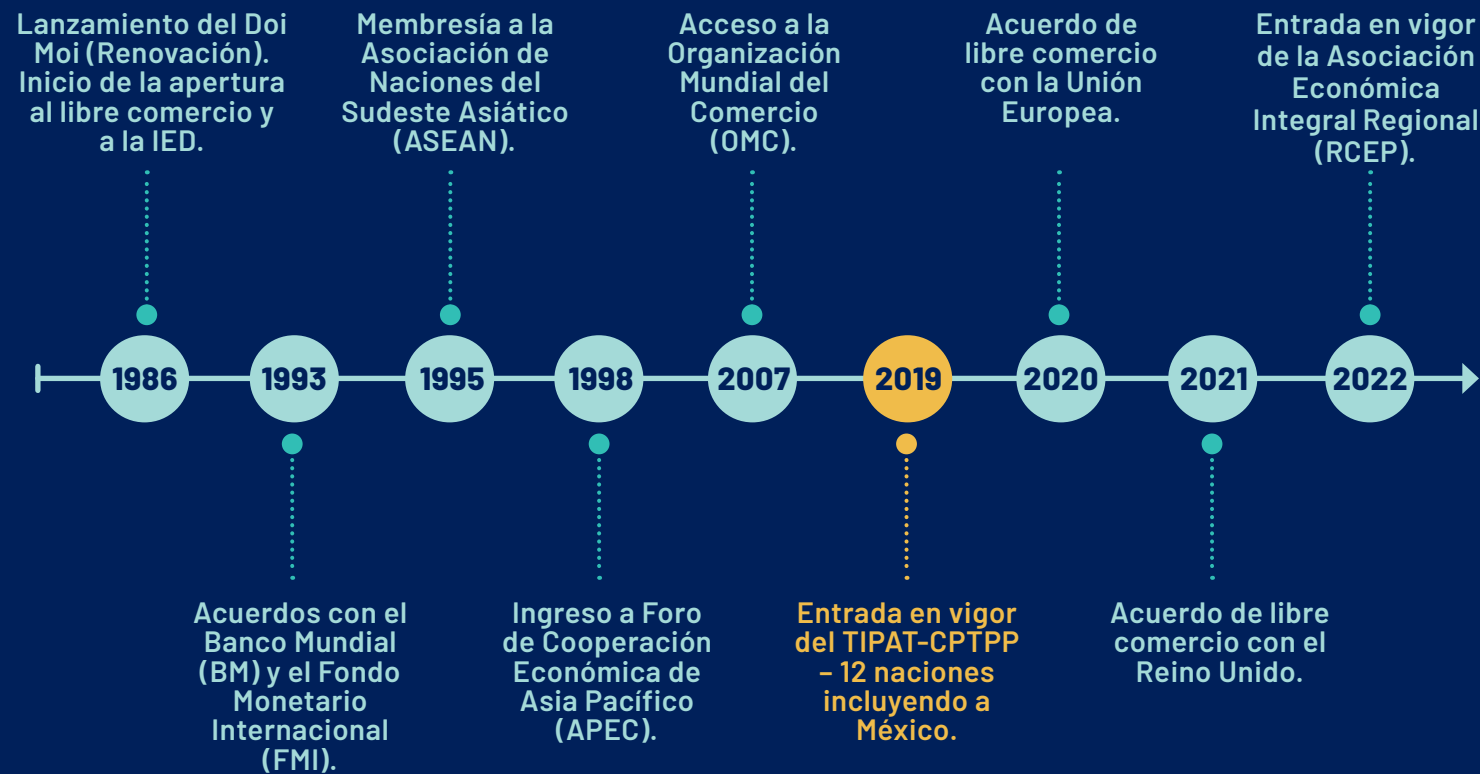 Lanzamiento del Doi
Moi (Renovación).
Inicio de la apertura
al libre comercio y
a la IED.
Membresía a la
Asociación de
Naciones del
Sudeste Asiático
(ASEAN).
Acceso a la
Organización
Mundial del
Comercio
(OMC).
Acuerdo de
libre comercio
con la Unión
Europea.
Entrada en vigor
de la Asociación
Económica
Integral Regional
(RCEP).
1986
1993
1995
1998
2007
2019
2020
2021
2022
Acuerdos con el
Banco Mundial
(BM) y el Fondo
Monetario
Internacional
(FMI).
Ingreso a Foro
de Cooperación
Económica de
Asia Pacífico
(APEC).
Entrada en vigor
del TIPAT-CPTPP
– 12 naciones
incluyendo a
México.
Acuerdo de libre
comercio con el
Reino Unido.